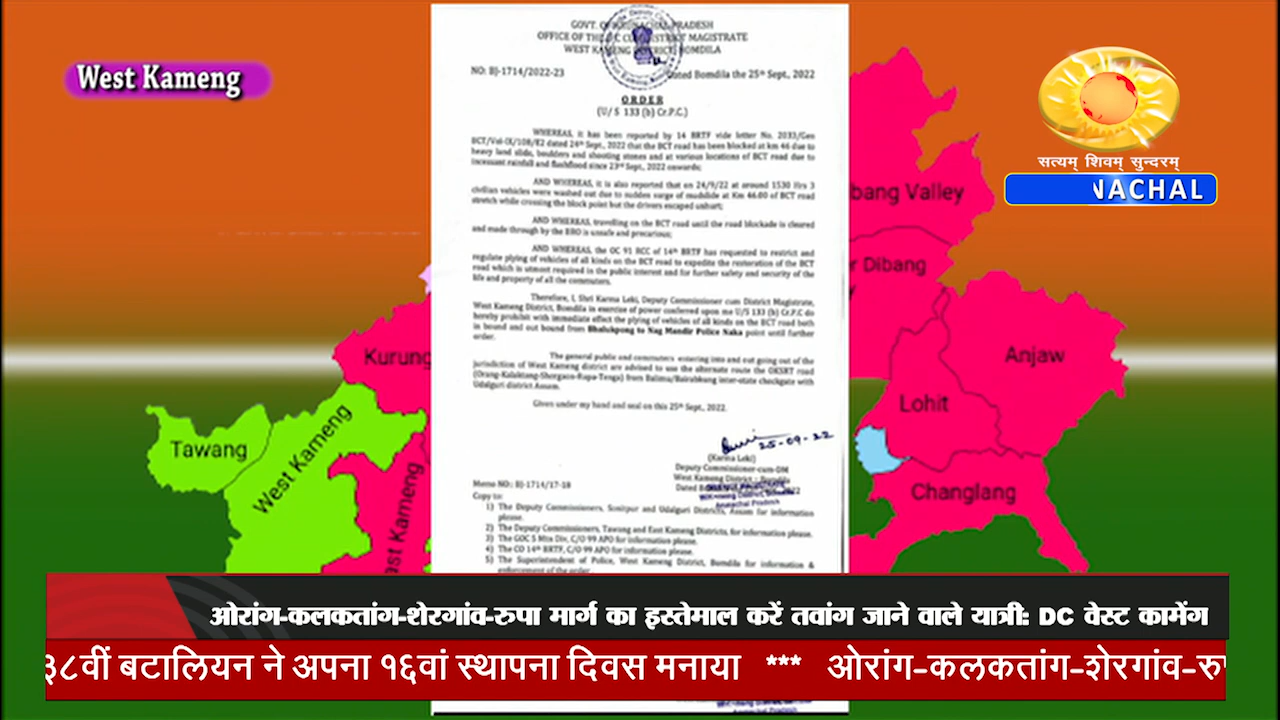 West Kameng
GOVT. OF ARUNACHAL PRADESH
OFFICE OF THE DC CUM DISTRICT MAGISTRATE
WEST KAMENG DISTRICT BOMDILA
NO: BJ-1714/2022-23
Dated Bomdila the 25th Sept., 2022
ORDER
(U/S 133 (b) Cr.P.C.)
WHEREAS, it has been reported by 14 BRTF vide letter No. 2033/Gen
BCT/Vol-IX/108/E2 dated 24th Sept., 2022 that the BCT road has been blocked at km 46 due to
heavy land slide, boulders and shooting stones and at various locations of BCT road due to
incessant rainfall and flashflood since 23rd Sept., 2022 onwards;
AND WHEREAS, it is also reported that on 24/9/22 at around 1530 Hrs 3
civilian vehicles were washed out due to sudden surge of mudslide at Km 46.00 of BCT road
stretch while crossing the block point but the drivers escaped unhurt;
AND WHEREAS, travelling on the BCT road until the road blockade is cleared
and made through by the BRO is unsafe and precarious;
AND WHEREAS, the OC 91 RCC of 14th BRTF has requested to restrict and
regulate plying of vehicles of all kinds on the BCT road to expedite the restoration of the BCT
road which is utmost required in the public interest and for further safety and security of the
life and property of all the commuters.
Therefore, I, Shri Karma Leki, Deputy Commissioner cum District Magistrate,
West Kameng District, Bomdila in exercise of power conferred upon me U/S 133 (b) Cr.P.C do
hereby prohibit with immediate effect the plying of vehicles of all kinds on the BCT road both
in bound and out bound from Bhalukpong to Nag Mandir Police Naka point until further
order.
The general public and commuters entering into and out going out of the
jurisdiction of West Kameng district are advised to use the alternate route the OKSRT road
(Orang-Kalaktang-Shergaon-Rupa-Tenga) from Balimu/Bairabkung inter-state checkgate with
Udalguri district Assam.
Given under my hand and seal on this 25th Sept., 2022.
25-09-22
(Karma Leki)
Deputy Commissioner-cum-DM
West Kameng District - Bomdila
Memo NO: BJ-1714/17-18
Copy to:
1) The Deputy Commissioners, Sonitpur and Udalguri Districts, Assam for information
please.
2) The Deputy Commissioners, Tawang and East Kameng Districts, for information please.
3) The GOC 5 Mtn Div, C/O 99 APO for information please.
4) The CO 14th BRTF, C/O 99 APO for information please.
5) The Superintendent of Police, West Kameng District, Bomdila for information &
enforcement of the order.
सत्यम् शिवम् सुन्दरम्
NACHAL
bang Valley
r Dibang
y
Kurung
Anjaw
Lohit
Tawang
West Kameng
ast Kameng
Changlang
ओरांग-कलकतांग-शेरगांव-रुपा मार्ग का इस्तेमाल करें तवांग जाने वाले यात्री: DC वेस्ट कामेंग
३८वीं बटालियन ने अपना १६वां स्थापना दिवस मनाया *** ओरांग-कलकतांग-शेरगांव-रु